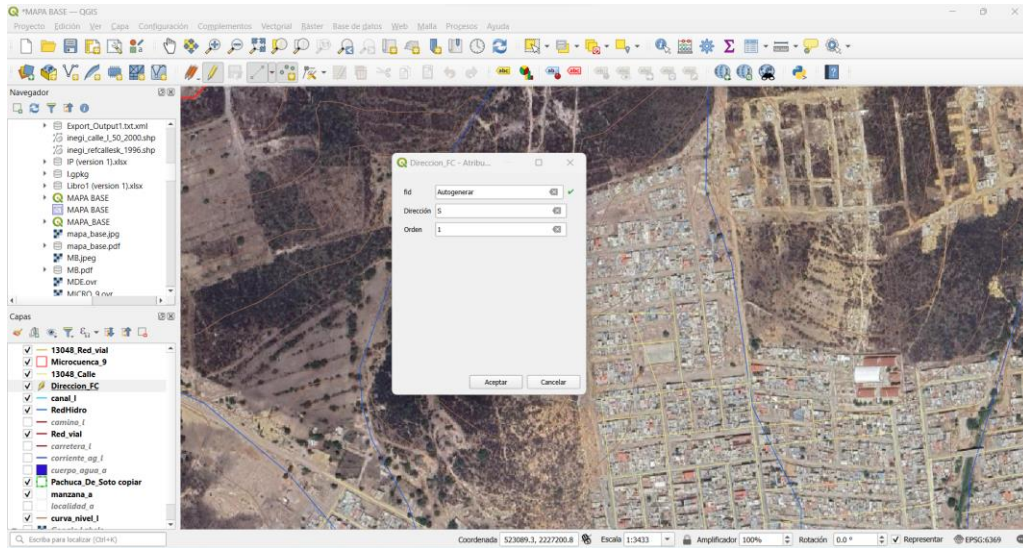 *MAPA BASE — QGIS
Proyecto Edición Ver Capa Configuración Complementos Vectorial Ráster Base de datos Web Malla Procesos Ayuda
Navegador
Export_Output1.txt.xml
inegi_calle_l_50_2000.shp
inegi_refcallesk_1996.shp
IP (version 1).xlsx
Libro1 (version 1).xlsx
MAPA BASE
MAPA BASE
MAPA_BASE
mapa_base.jpg
mapa_base.pdf
MB.jpeg
MB.pdf
MDE.ovr
MICRO_9.ovr
Capas
13048_Red_vial
Microcuenca_9
13048_Calle
Direccion_FC
canal_l
RedHidro
camino_l
Red_vial
carretera_l
corriente_ag_l
cuerpo_agua_a
Pachuca_De_Soto copiar
manzana_a
localidad_a
curva_nivel_l
Direccion_FC - Atribu...
fid Autogenerar
Dirección S
Orden 1
Aceptar Cancelar
Escriba para localizar (Ctrl+K) Coordenada 523089.3, 2227200.8 Escala 1:3433 Amplificador 100% Rotación 0.0 ° Representar EPSG:6369